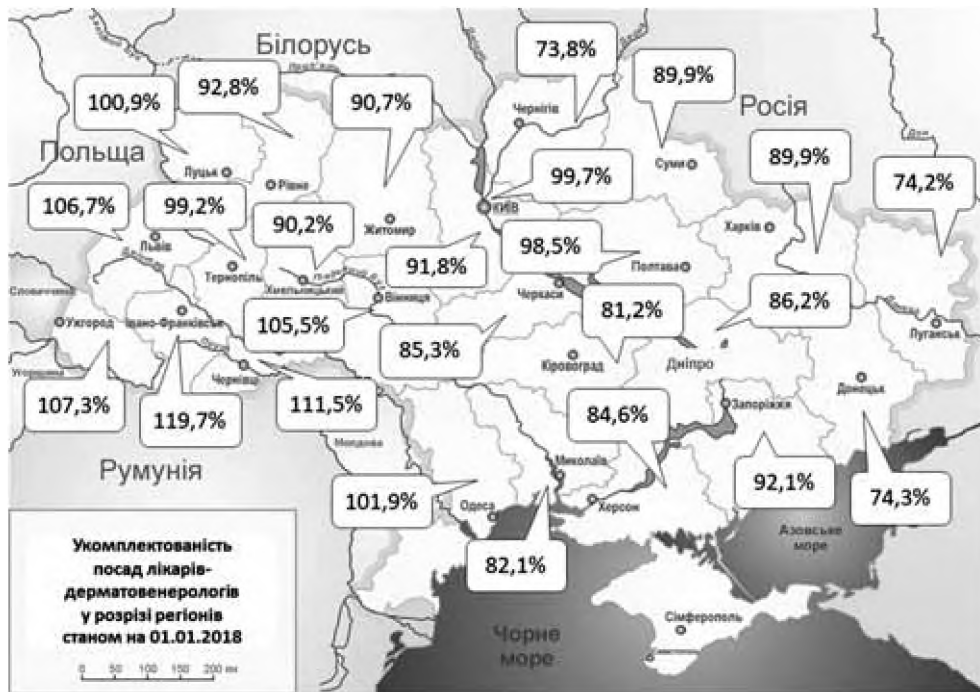 Білорусь
73,8%
92,8%
89,9%
100,9%
90,7%
Чернігів
Росія
Польща
Суми
89,9%
Луцьк
99,7%
74,2%
Рівне
КИЇВ
106,7%
99,2%
90,2%
Житомир
Харків
Львів
98,5%
Тернопіль
91,8%
Полтава
Хмельницький
Черкаси
Словаччина
Вінниця
86,2%
81,2%
Ужгород
Івано-Франківськ
105,5%
Луганськ
85,3%
Кіровоград
Дніпро
Угорщина
Чернівці
Донецьк
107,3%
111,5%
Запоріжжя
119,7%
84,6%
Молдова
Румунія
Миколаїв
92,1%
74,3%
101,9%
Одеса
Херсон
Азовське
море
82,1%
Укомплектованість
посад лікарів-
дерматовенерологів
у розрізі регіонів
станом на 01.01.2018
Сімферополь
Чорне
море
0 50 100 150 200 км